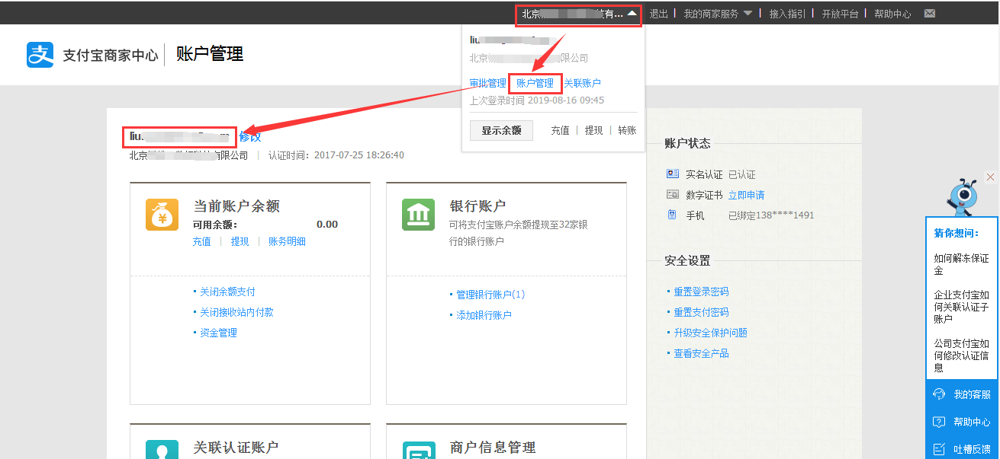 北京 有...
退出 | 我的商家服务 | 接入指引 | 开放平台 | 帮助中心
支付宝商家中心 | 账户管理
liu
北京 限公司
审批管理 账户管理 关联账户
上次登录时间 2019-08-16 09:45
显示余额 充值 | 提现 | 转账
liu 修改
北京 有限公司 | 认证时间：2017-07-25 18:26:40
当前账户余额
可用余额： 0.00
充值 | 提现 | 账务明细
· 关闭余额支付
· 关闭接收站内付款
· 资金管理
银行账户
可将支付宝账户余额提现至32家银
行的银行账户
· 管理银行账户(1)
· 添加银行账户
关联认证账户
商户信息管理
账户状态
实名认证 已认证
数字证书 立即申请
手机 已绑定138****1491
安全设置
· 重置登录密码
· 重置支付密码
· 升级安全保护问题
· 查看安全产品
猜你想问：
如何解冻保证
金
企业支付宝如
何关联认证子
账户
公司支付宝如
何修改认证信
息
我的客服
帮助中心
吐槽反馈